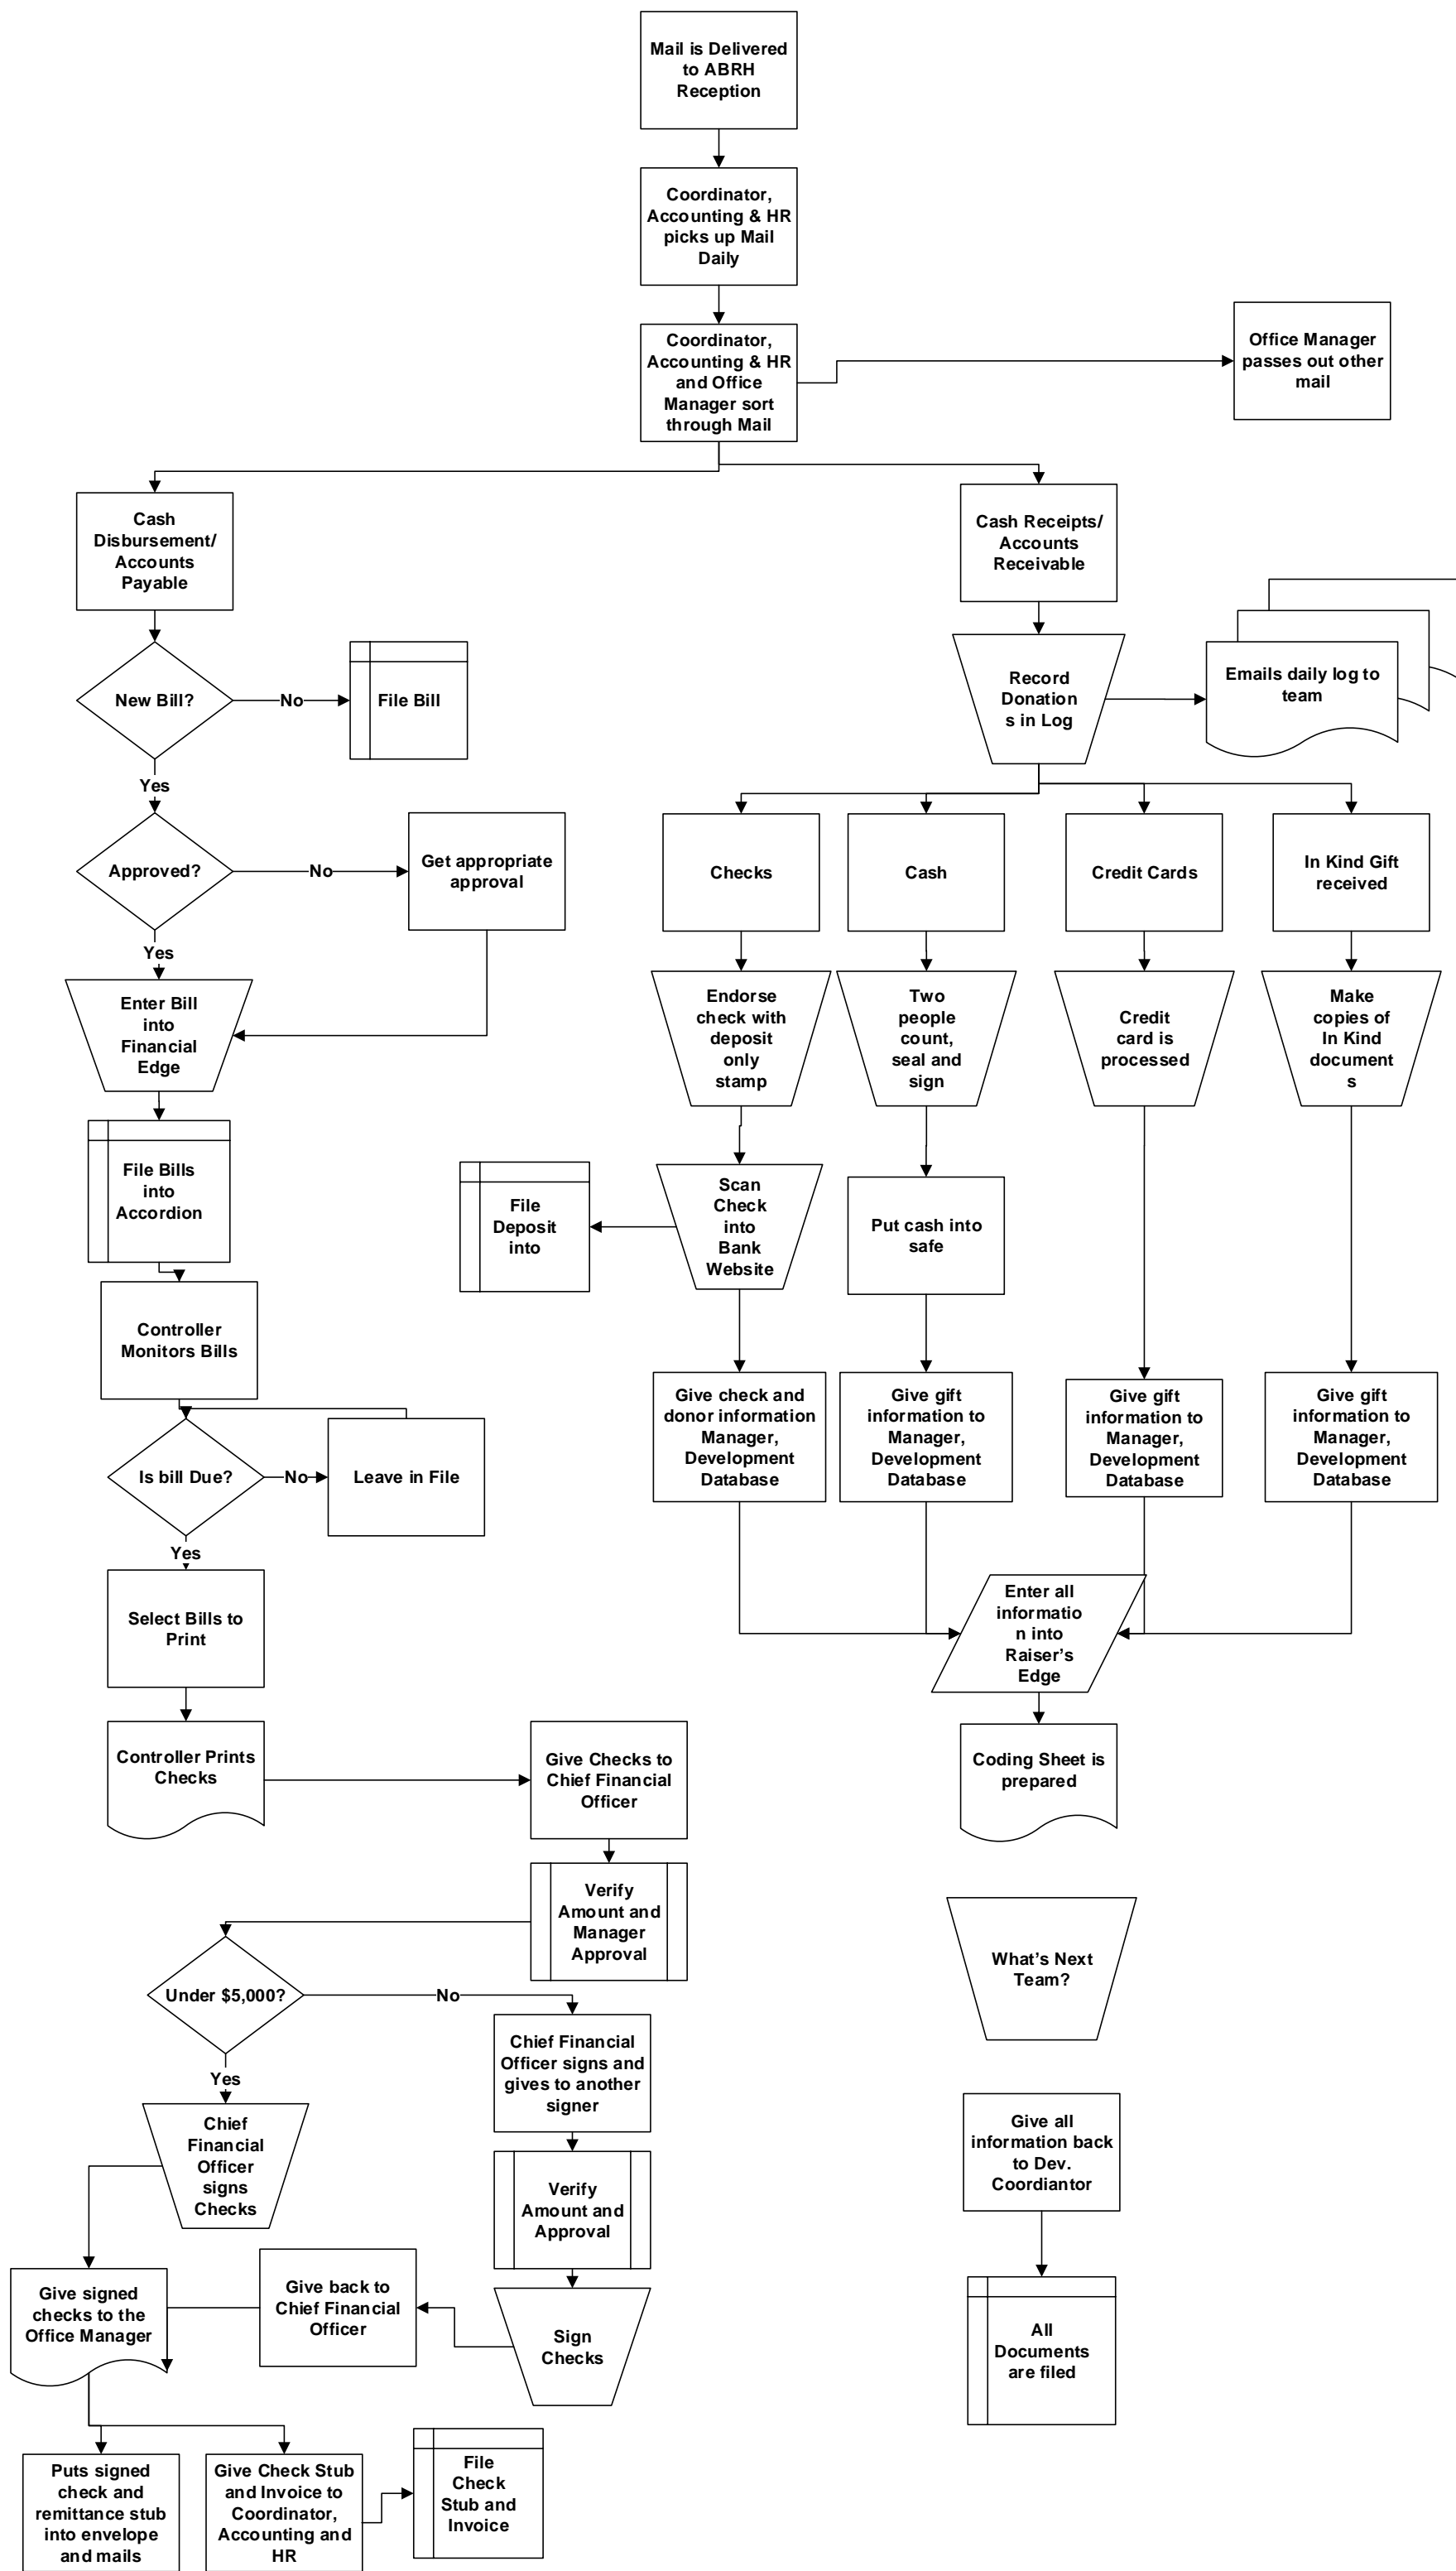 Mail is Delivered
to ABRH
Reception
Coordinator,
Accounting & HR
picks up Mail
Daily
Coordinator,
Accounting & HR
and Office
Manager sort
through Mail
Office Manager
passes out other
mail
Cash
Disbursement/
Accounts
Payable
Cash Receipts/
Accounts
Receivable
New Bill?
No
File Bill
Record
Donation
s in Log
Emails daily log to
team
Yes
Approved?
No
Get appropriate
approval
Checks
Cash
Credit Cards
In Kind Gift
received
Yes
Enter Bill
into
Financial
Edge
Endorse
check with
deposit
only
stamp
Two
people
count,
seal and
sign
Credit
card is
processed
Make
copies of
In Kind
document
s
File Bills
into
Accordion
File
Deposit
into
Scan
Check
into
Bank
Website
Put cash into
safe
Controller
Monitors Bills
Give check and
donor information
Manager,
Development
Database
Give gift
information to
Manager,
Development
Database
Give gift
information to
Manager,
Development
Database
Give gift
information to
Manager,
Development
Database
Is bill Due?
No
Leave in File
Yes
Select Bills to
Print
Enter all
informatio
n into
Raiser's
Edge
Controller Prints
Checks
Give Checks to
Chief Financial
Officer
Coding Sheet is
prepared
Verify
Amount and
Manager
Approval
What's Next
Team?
Under $5,000?
No
Chief Financial
Officer signs and
gives to another
signer
Yes
Chief
Financial
Officer
signs
Checks
Verify
Amount and
Approval
Give all
information back
to Dev.
Coordiantor
Give signed
checks to the
Office Manager
Give back to
Chief Financial
Officer
Sign
Checks
All
Documents
are filed
Puts signed
check and
remittance stub
into envelope
and mails
Give Check Stub
and Invoice to
Coordinator,
Accounting and
HR
File
Check
Stub and
Invoice